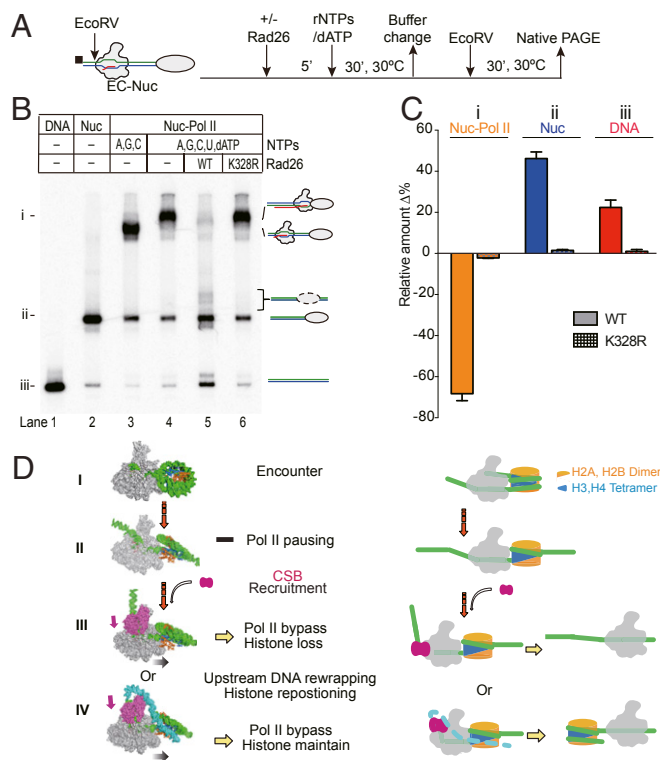 A
EcoRV
EC-Nuc
+/-
Rad26
rNTPs
/dATP
Buffer
change
EcoRV
Native PAGE
5’
30’, 30ºC
30’, 30ºC
B
DNA Nuc Nuc-Pol II
– – A,G,C A,G,C,U,dATP NTPs
– – – – WT K328R Rad26
i -
ii -
iii-
Lane 1 2 3 4 5 6
C
i ii iii
Nuc-Pol II Nuc DNA
Relative amount Δ%
60
40
20
0
-20
-40
-60
-80
WT
K328R
D
I
Encounter
H2A, H2B Dimer
H3,H4 Tetramer
II
Pol II pausing
CSB
Recruitment
III
Pol II bypass
Histone loss
Or
Upstream DNA rewrapping
Histone repostioning
Or
IV
Pol II bypass
Histone maintain